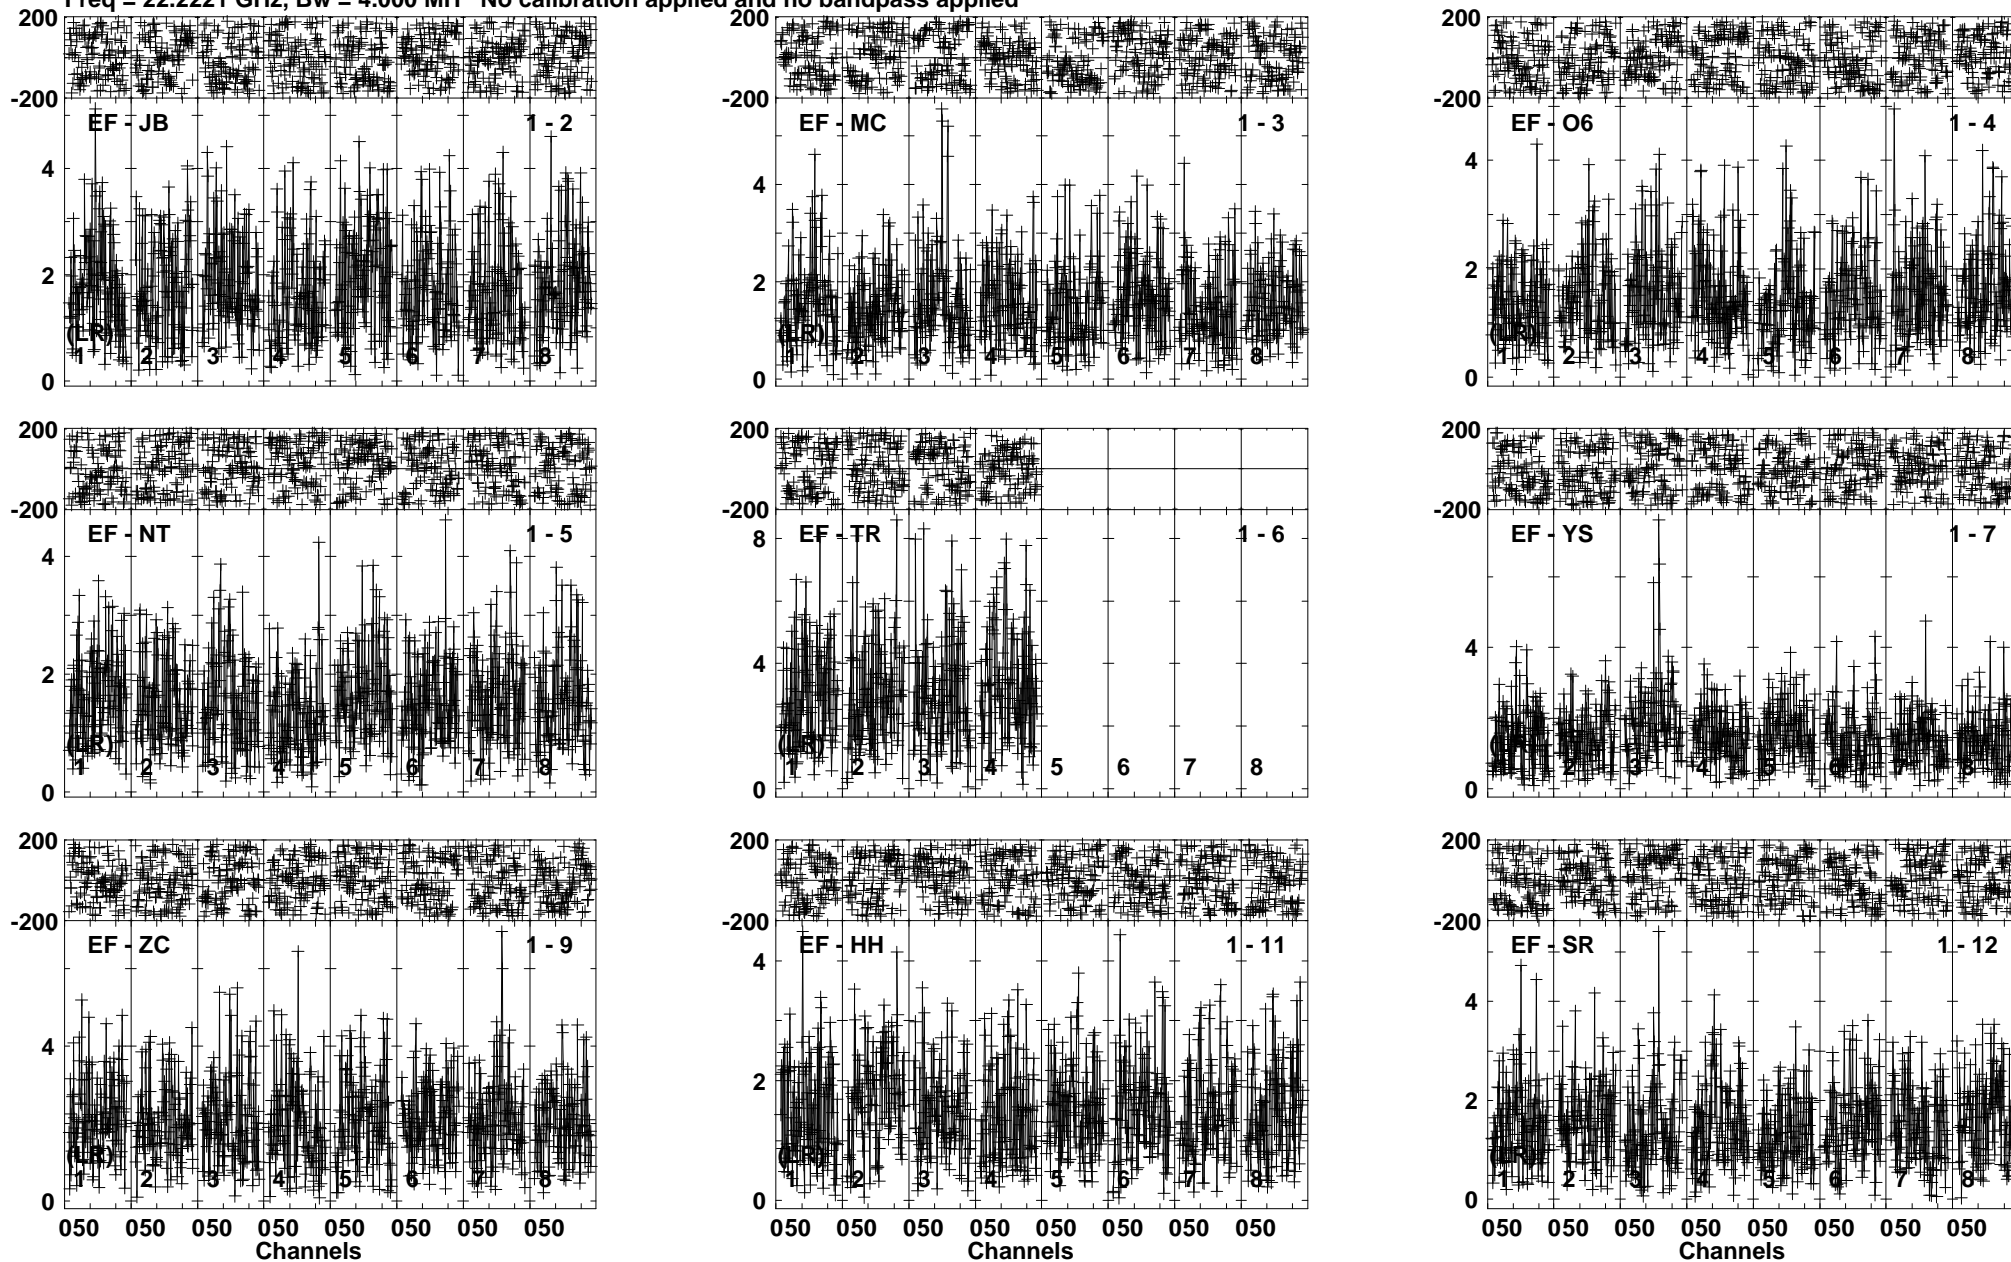 Freq = 22.2221 GHz, Bw = 4.000 MH No calibration applied and no bandpass applied
200 200 200
-200 -200 -200
EF - JB 1 - 2 EF - MC 1 - 3 EF - O6 1 - 4
4 4 4
2 2 2
(LR) (LR) (LR)
1 2 3 4 5 6 7 8 1 2 3 4 5 6 7 8 1 2 3 4 5 6 7 8
0 0 0
200 200 200
-200 -200 -200
EF - NT 1 - 5 EF - TR 1 - 6 EF - YS 1 - 7
4 8 4
2 4
(LR) (LR) (LR)
1 2 3 4 5 6 7 8 1 2 3 4 5 6 7 8 1 2 3 4 5 6 7 8
0 0 0
200 200 200
-200 -200 -200
EF - ZC 1 - 9 EF - HH 1 - 11 EF - SR 1 - 12
4 4 4
2 2
(LR) (LR) (LR)
1 2 3 4 5 6 7 8 1 2 3 4 5 6 7 8 1 2 3 4 5 6 7 8
0 0 0
050 050 050 050 050 050 050 050 050 050 050 050 050 050 050 050 050 050 050 050 050 050 050 050
Channels Channels Channels